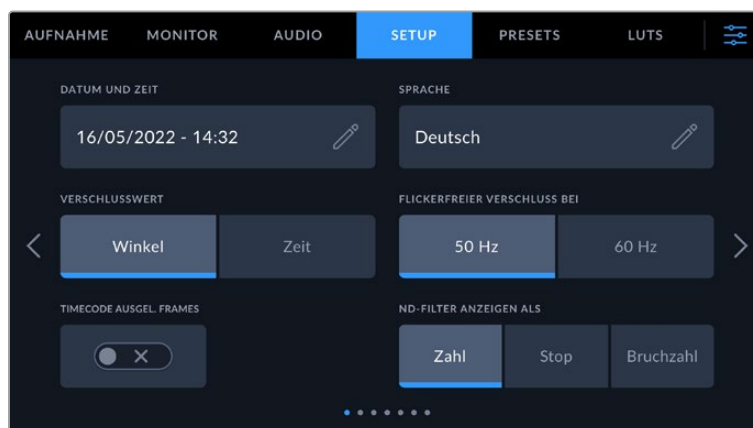 AUFNAHME MONITOR AUDIO SETUP PRESETS LUTS
DATUM UND ZEIT SPRACHE
16/05/2022 - 14:32 Deutsch
VERSCHLUSSWERT FLICKERFREIER VERSCHLUSS BEI
Winkel Zeit 50 Hz 60 Hz
TIMECODE AUSGEL. FRAMES ND-FILTER ANZEIGEN ALS
Zahl Stop Bruchzahl